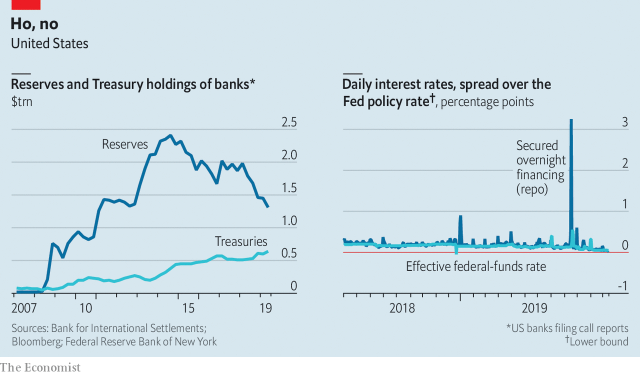 Ho, no
United States
Reserves and Treasury holdings of banks*
$trn
2.5
Reserves
2.0
1.5
1.0
Treasuries
0.5
0
2007
10
15
19
Daily interest rates, spread over the
Fed policy rate†, percentage points
3
Secured
overnight
financing
(repo)
2
1
0
Effective federal-funds rate
-1
2018
2019
Sources: Bank for International Settlements;
Bloomberg; Federal Reserve Bank of New York
*US banks filing call reports
†Lower bound
The Economist